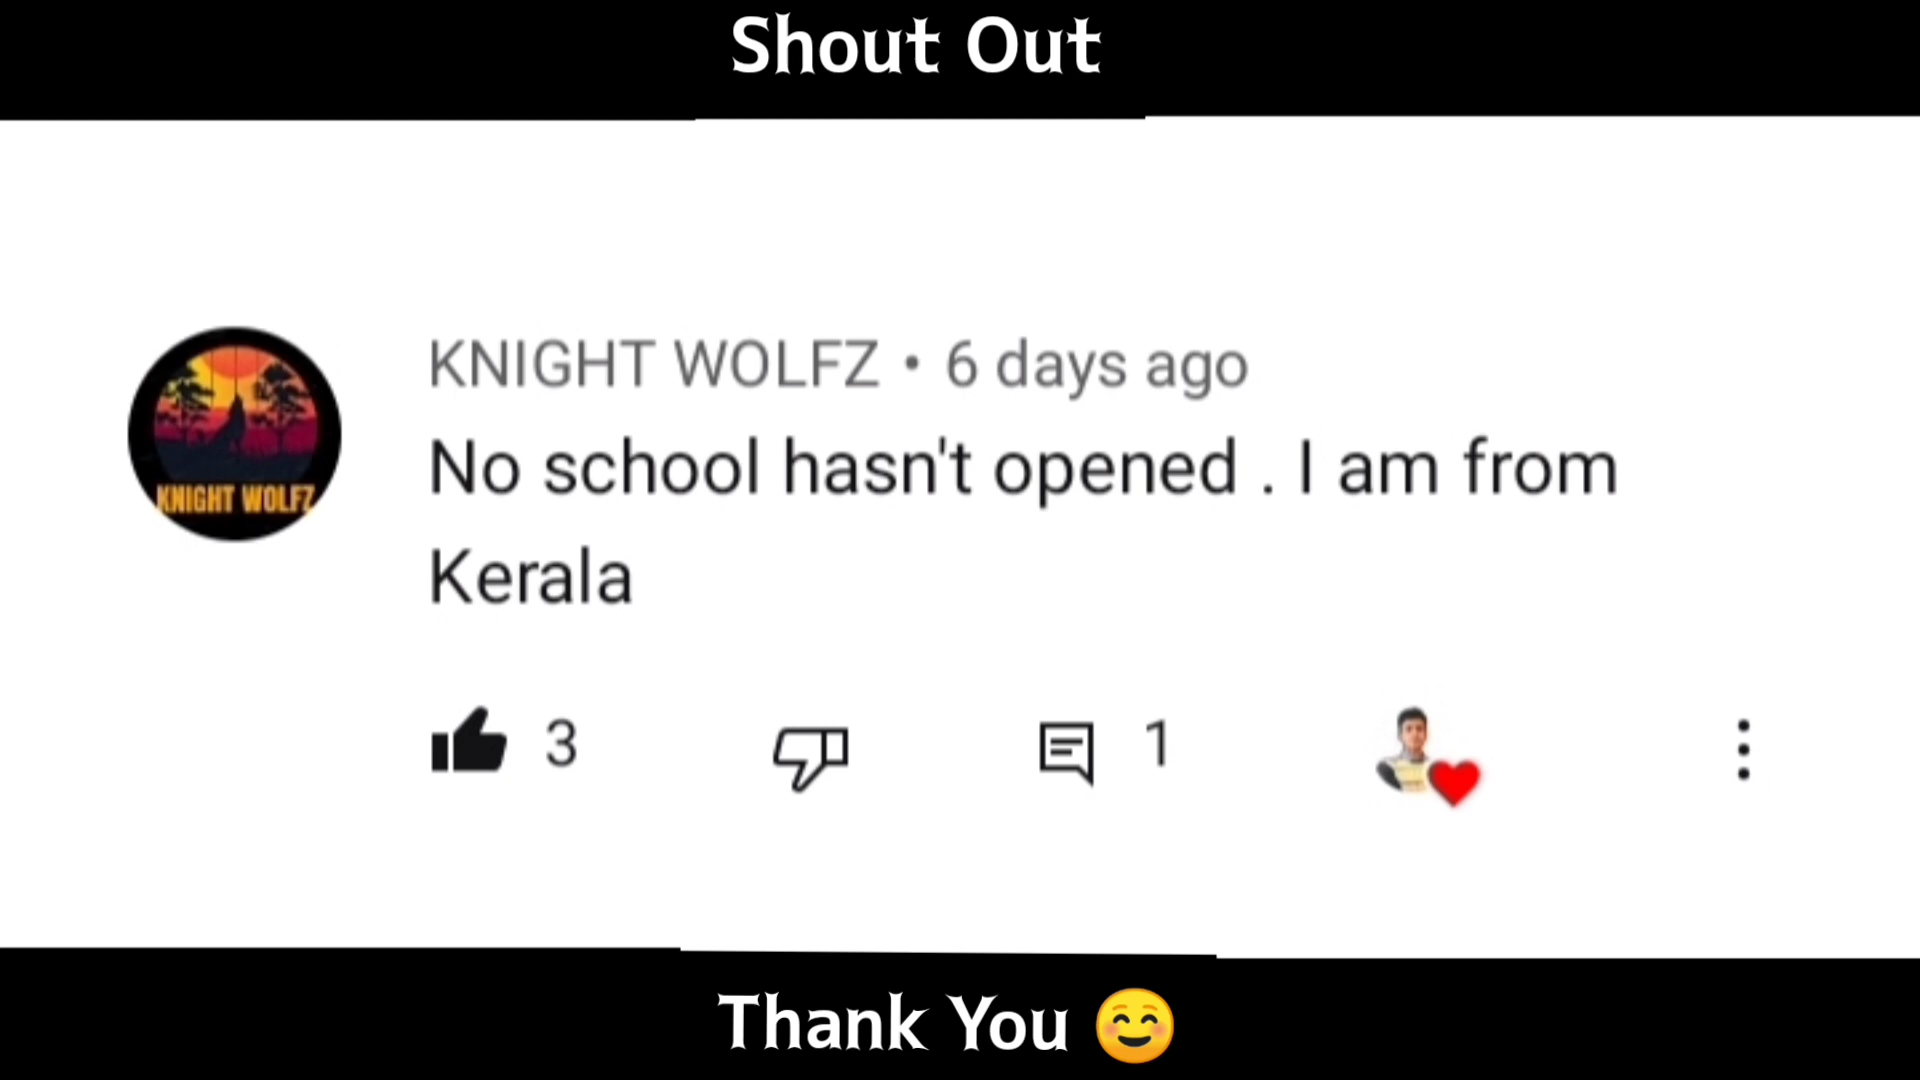 Shout Out
KNIGHT WOLFZ • 6 days ago
No school hasn't opened . I am from
Kerala
KNIGHT WOLFZ
3
1
Thank You ☺️